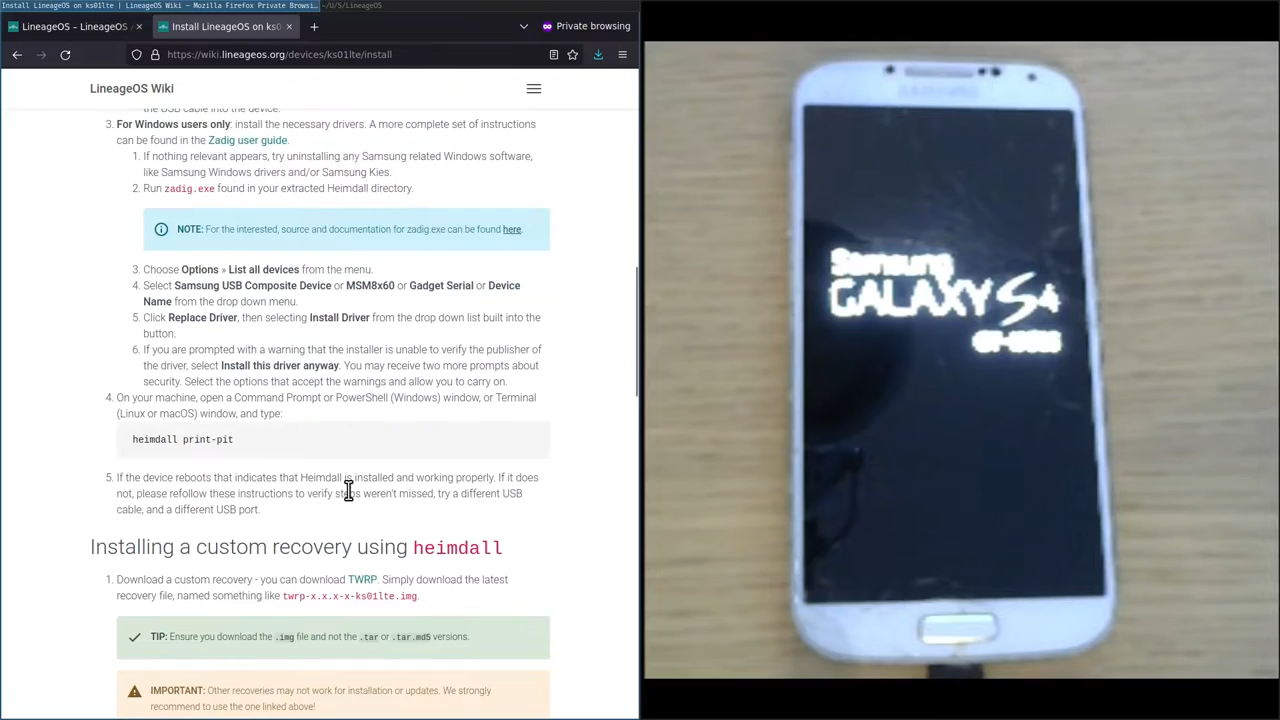 Install LineageOS on ks01lte | LineageOS Wiki — Mozilla Firefox Private Browsi…
~/U/S/LineageOS
LineageOS – LineageOS
Install LineageOS on ks0
Private browsing
https://wiki.lineageos.org/devices/ks01lte/install
LineageOS Wiki
the USB cable into the device.
3. For Windows users only: install the necessary drivers. A more complete set of instructions
can be found in the Zadig user guide.
1. If nothing relevant appears, try uninstalling any Samsung related Windows software,
like Samsung Windows drivers and/or Samsung Kies.
2. Run zadig.exe found in your extracted Heimdall directory.
NOTE: For the interested, source and documentation for zadig.exe can be found here.
3. Choose Options » List all devices from the menu.
4. Select Samsung USB Composite Device or MSM8x60 or Gadget Serial or Device
Name from the drop down menu.
5. Click Replace Driver, then selecting Install Driver from the drop down list built into the
button.
6. If you are prompted with a warning that the installer is unable to verify the publisher of
the driver, select Install this driver anyway. You may receive two more prompts about
security. Select the options that accept the warnings and allow you to carry on.
4. On your machine, open a Command Prompt or PowerShell (Windows) window, or Terminal
(Linux or macOS) window, and type:
heimdall print-pit
5. If the device reboots that indicates that Heimdall is installed and working properly. If it does
not, please refollow these instructions to verify steps weren't missed, try a different USB
cable, and a different USB port.
Installing a custom recovery using heimdall
1. Download a custom recovery - you can download TWRP. Simply download the latest
recovery file, named something like twrp-x.x.x-x-ks01lte.img.
TIP: Ensure you download the .img file and not the .tar or .tar.md5 versions.
IMPORTANT: Other recoveries may not work for installation or updates. We strongly
recommend to use the one linked above!
Samsung
GALAXY S4